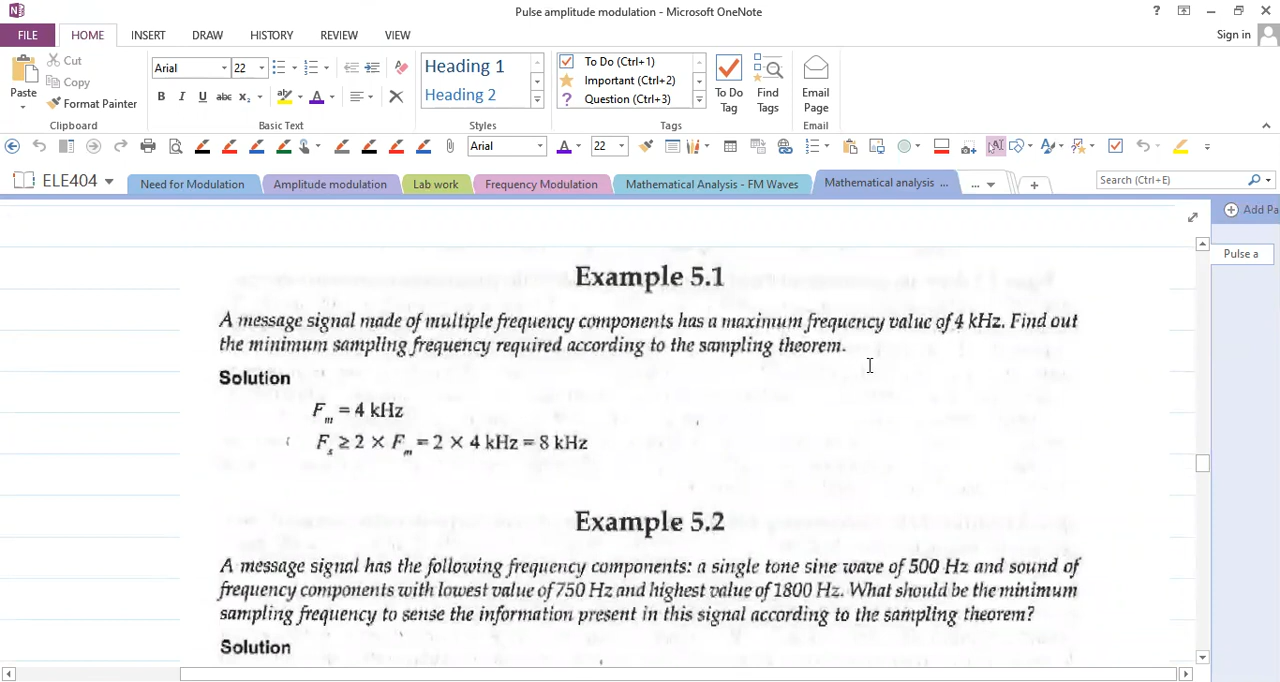 Pulse amplitude modulation - Microsoft OneNote
?
Sign in
FILE HOME INSERT DRAW HISTORY REVIEW VIEW
Paste
Cut
Copy
Format Painter
Clipboard
Arial 22
B I U abc X₂ A
Basic Text
Heading 1
Heading 2
Styles
To Do (Ctrl+1)
Important (Ctrl+2)
? Question (Ctrl+3)
To Do Tag
Find Tags
Tags
Email Page
Email
Arial A 22
ELE404
Need for Modulation
Amplitude modulation
Lab work
Frequency Modulation
Mathematical Analysis - FM Waves
Mathematical analysis ...
...
Search (Ctrl+E)
Add Pa
Pulse a
Example 5.1
A message signal made of multiple frequency components has a maximum frequency value of 4 kHz. Find out
the minimum sampling frequency required according to the sampling theorem.
Solution
Fₘ = 4 kHz
Fₛ ≥ 2 × Fₘ = 2 × 4 kHz = 8 kHz
Example 5.2
A message signal has the following frequency components: a single tone sine wave of 500 Hz and sound of
frequency components with lowest value of 750 Hz and highest value of 1800 Hz. What should be the minimum
sampling frequency to sense the information present in this signal according to the sampling theorem?
Solution